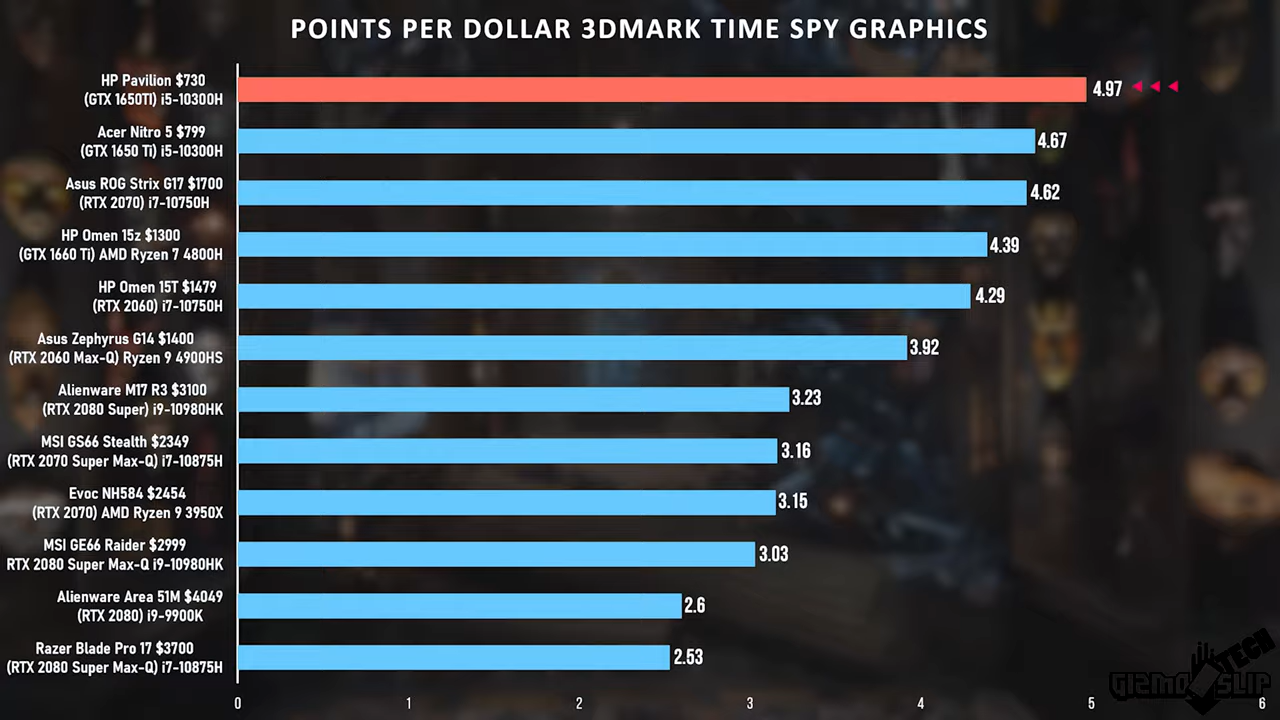 POINTS PER DOLLAR 3DMARK TIME SPY GRAPHICS
HP Pavilion $730
(GTX 1650TI) i5-10300H
4.97
Acer Nitro 5 $799
(GTX 1650 Ti) i5-10300H
4.67
Asus ROG Strix G17 $1700
(RTX 2070) i7-10750H
4.62
HP Omen 15z $1300
(GTX 1660 Ti) AMD Ryzen 7 4800H
4.39
HP Omen 15T $1479
(RTX 2060) i7-10750H
4.29
Asus Zephyrus G14 $1400
(RTX 2060 Max-Q) Ryzen 9 4900HS
3.92
Alienware M17 R3 $3100
(RTX 2080 Super) i9-10980HK
3.23
MSI GS66 Stealth $2349
(RTX 2070 Super Max-Q) i7-10875H
3.16
Evoc NH584 $2454
(RTX 2070) AMD Ryzen 9 3950X
3.15
MSI GE66 Raider $2999
RTX 2080 Super Max-Q i9-10980HK
3.03
Alienware Area 51M $4049
(RTX 2080) i9-9900K
2.6
Razer Blade Pro 17 $3700
(RTX 2080 Super Max-Q) i7-10875H
2.53
0 1 2 3 4 5 6
GIZMO SLIP
TECH